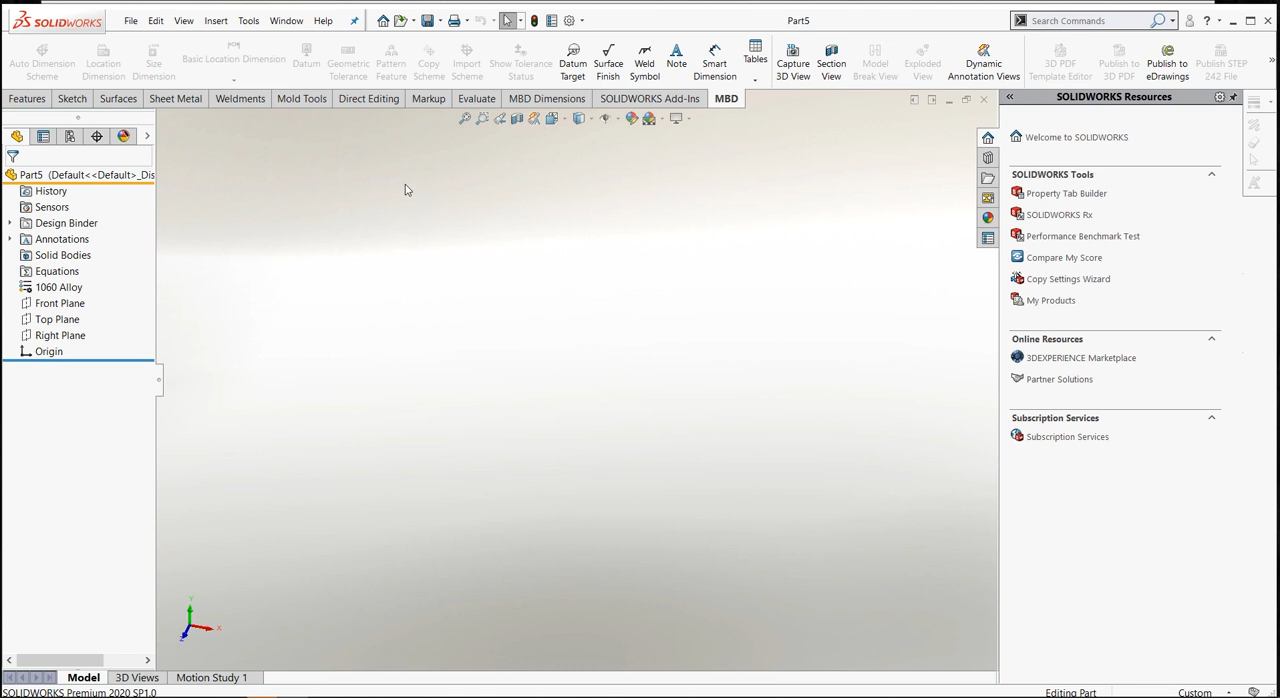 SOLIDWORKS File Edit View Insert Tools Window Help Part5 Search Commands ?
Auto Dimension Scheme
Location Dimension
Size Dimension
Basic Location Dimension
Datum
Geometric Tolerance
Pattern Feature
Copy Scheme
Import Scheme
Show Tolerance Status
Datum Target
Surface Finish
Weld Symbol
Note
Smart Dimension
Tables
Capture 3D View
Section View
Model Break View
Exploded View
Dynamic Annotation Views
3D PDF Template Editor
Publish to 3D PDF
Publish to eDrawings
Publish STEP 242 File
Features Sketch Surfaces Sheet Metal Weldments Mold Tools Direct Editing Markup Evaluate MBD Dimensions SOLIDWORKS Add-Ins MBD
Part5 (Default<<Default>_Dis
History
Sensors
Design Binder
Annotations
Solid Bodies
Equations
1060 Alloy
Front Plane
Top Plane
Right Plane
Origin
Y
X
Z
SOLIDWORKS Resources
Welcome to SOLIDWORKS
SOLIDWORKS Tools
Property Tab Builder
SOLIDWORKS Rx
Performance Benchmark Test
Compare My Score
Copy Settings Wizard
My Products
Online Resources
3DEXPERIENCE Marketplace
Partner Solutions
Subscription Services
Subscription Services
Model 3D Views Motion Study 1
SOLIDWORKS Premium 2020 SP1.0 Editing Part Custom